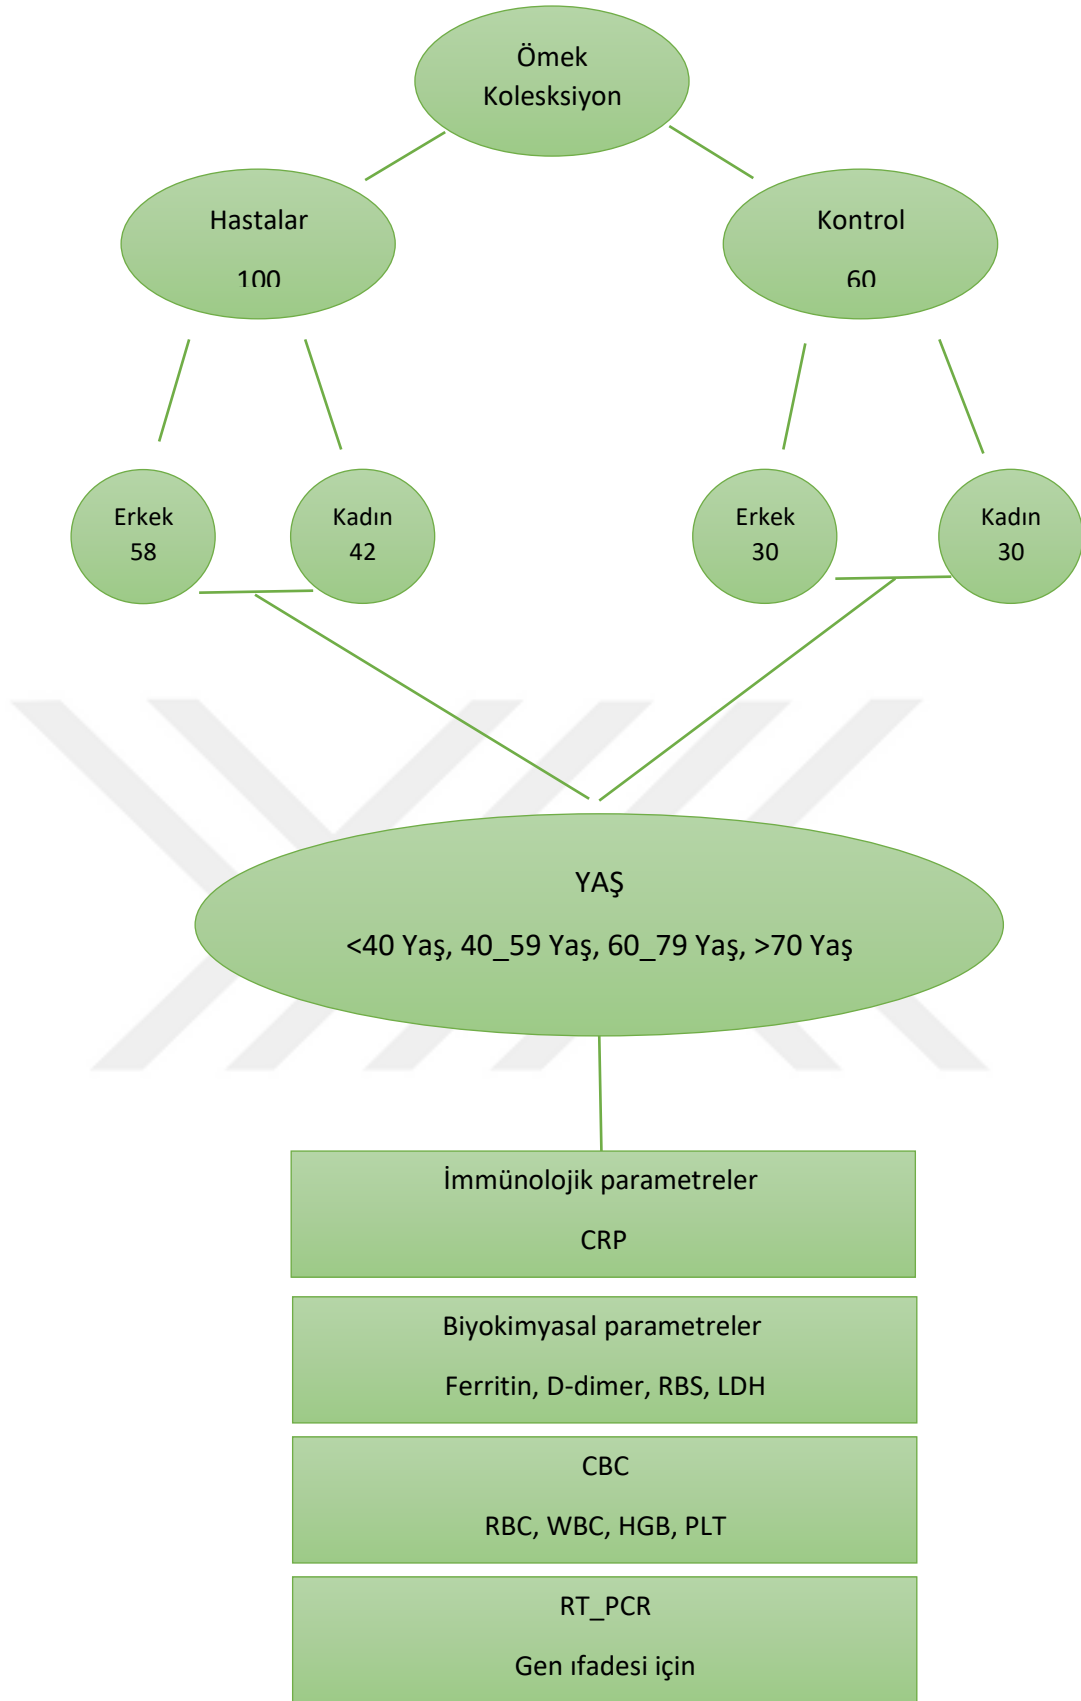 Ömek
Kolesksiyon
Hastalar
100
Kontrol
60
Erkek
58
Kadın
42
Erkek
30
Kadın
30
YAŞ
<40 Yaş, 40_59 Yaş, 60_79 Yaş, >70 Yaş
İmmünolojik parametreler
CRP
Biyokimyasal parametreler
Ferritin, D-dimer, RBS, LDH
CBC
RBC, WBC, HGB, PLT
RT_PCR
Gen ıfadesi için